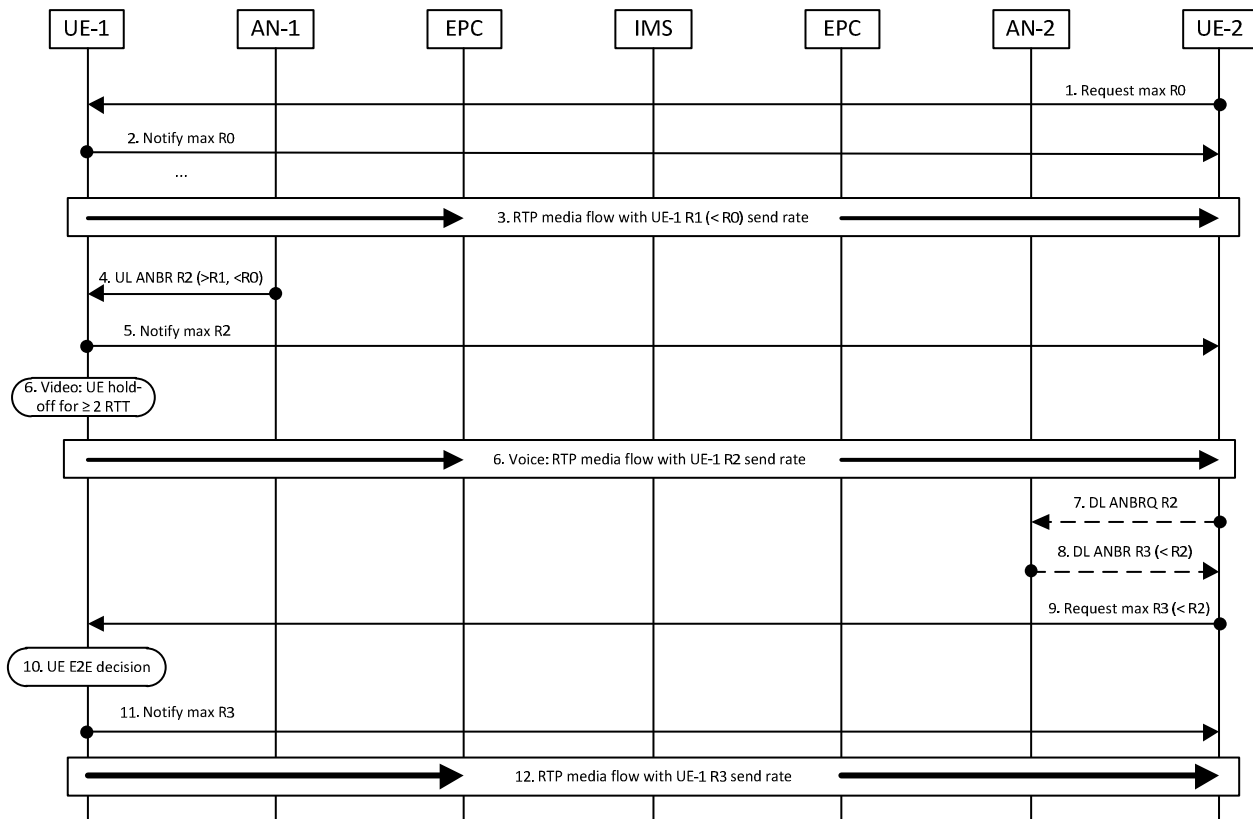 UE-1 AN-1 EPC IMS EPC AN-2 UE-2
1. Request max R0
2. Notify max R0
...
3. RTP media flow with UE-1 R1 (< R0) send rate
4. UL ANBR R2 (>R1, <R0)
5. Notify max R2
6. Video: UE hold-
off for ≥ 2 RTT
6. Voice: RTP media flow with UE-1 R2 send rate
7. DL ANBRQ R2
8. DL ANBR R3 (< R2)
9. Request max R3 (< R2)
10. UE E2E decision
11. Notify max R3
12. RTP media flow with UE-1 R3 send rate